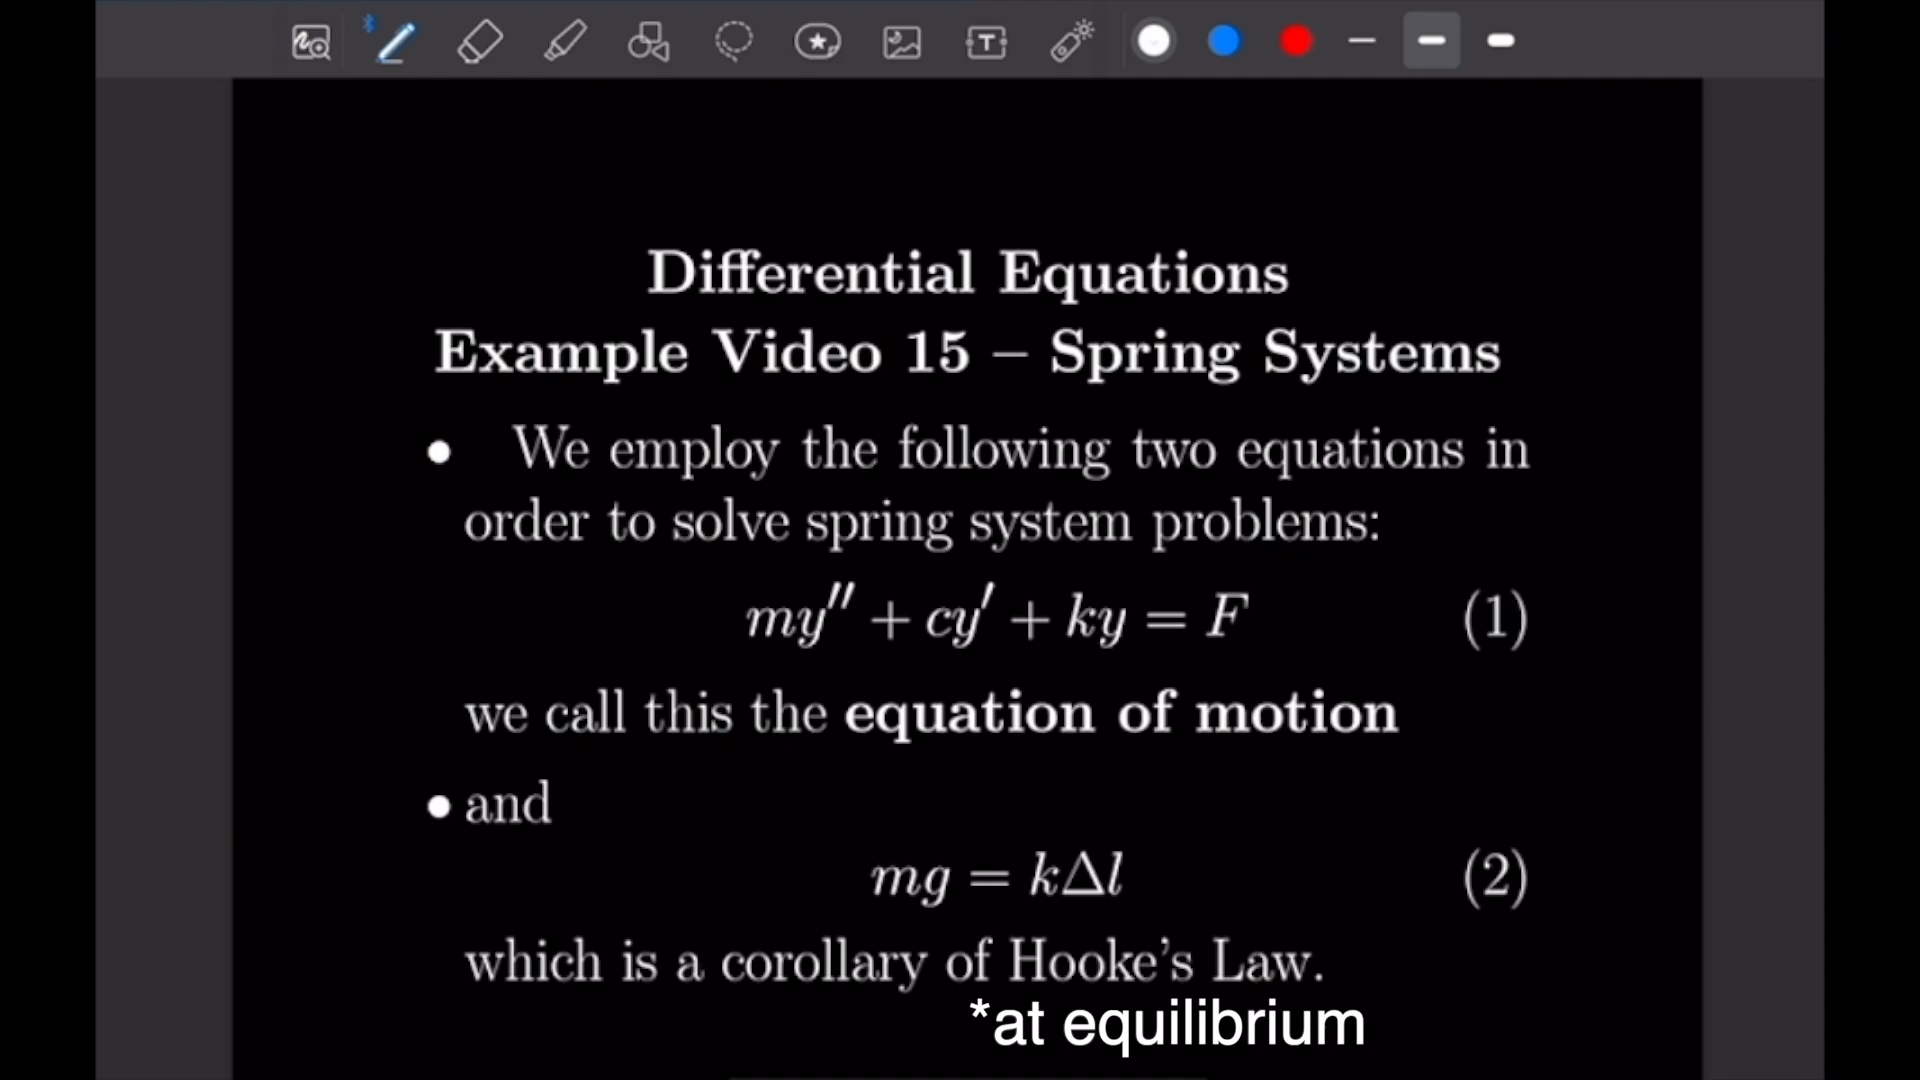 Differential Equations
Example Video 15 – Spring Systems
• We employ the following two equations in
order to solve spring system problems:
my″ + cy′ + ky = F (1)
we call this the equation of motion
• and
mg = kΔl (2)
which is a corollary of Hooke’s Law.
*at equilibrium